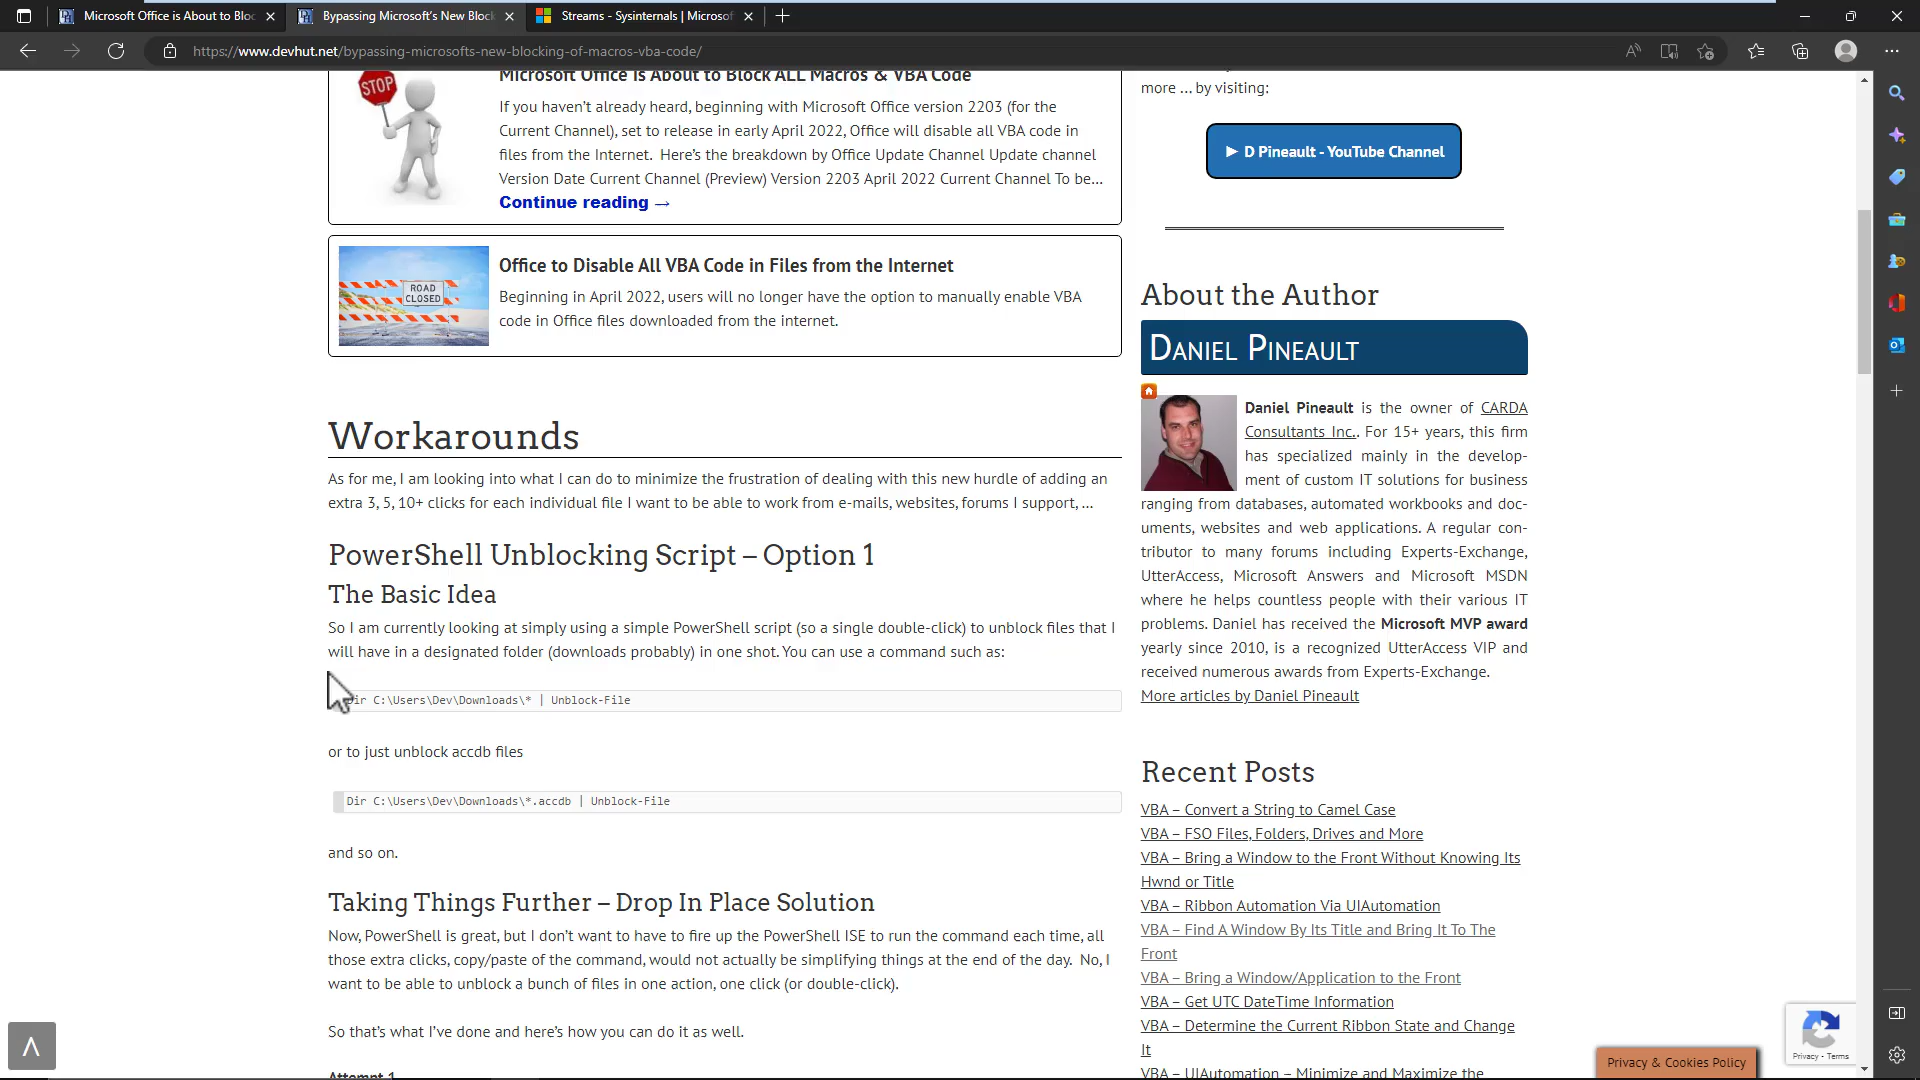 Microsoft Office is About to Bloc
Bypassing Microsoft's New Block
Streams - Sysinternals | Microsof
https://www.devhut.net/bypassing-microsofts-new-blocking-of-macros-vba-code/
STOP
Microsoft Office Is About to Block ALL Macros & VBA Code
If you haven't already heard, beginning with Microsoft Office version 2203 (for the
Current Channel), set to release in early April 2022, Office will disable all VBA code in
files from the Internet.  Here's the breakdown by Office Update Channel Update channel
Version Date Current Channel (Preview) Version 2203 April 2022 Current Channel To be...
Continue reading →
ROAD
CLOSED
Office to Disable All VBA Code in Files from the Internet
Beginning in April 2022, users will no longer have the option to manually enable VBA
code in Office files downloaded from the internet.
Workarounds
As for me, I am looking into what I can do to minimize the frustration of dealing with this new hurdle of adding an
extra 3, 5, 10+ clicks for each individual file I want to be able to work from e-mails, websites, forums I support, ...
PowerShell Unblocking Script – Option 1
The Basic Idea
So I am currently looking at simply using a simple PowerShell script (so a single double-click) to unblock files that I
will have in a designated folder (downloads probably) in one shot. You can use a command such as:
Dir C:\Users\Dev\Downloads\* | Unblock-File
or to just unblock accdb files
Dir C:\Users\Dev\Downloads\*.accdb | Unblock-File
and so on.
Taking Things Further – Drop In Place Solution
Now, PowerShell is great, but I don't want to have to fire up the PowerShell ISE to run the command each time, all
those extra clicks, copy/paste of the command, would not actually be simplifying things at the end of the day.  No, I
want to be able to unblock a bunch of files in one action, one click (or double-click).
So that's what I've done and here's how you can do it as well.
Attempt 1
more ... by visiting:
► D Pineault - YouTube Channel
About the Author
Daniel Pineault
Daniel Pineault is the owner of CARDA
Consultants Inc.. For 15+ years, this firm
has specialized mainly in the develop-
ment of custom IT solutions for business
ranging from databases, automated workbooks and doc-
uments, websites and web applications. A regular con-
tributor to many forums including Experts-Exchange,
UtterAccess, Microsoft Answers and Microsoft MSDN
where he helps countless people with their various IT
problems. Daniel has received the Microsoft MVP award
yearly since 2010, is a recognized UtterAccess VIP and
received numerous awards from Experts-Exchange.
More articles by Daniel Pineault
Recent Posts
VBA – Convert a String to Camel Case
VBA – FSO Files, Folders, Drives and More
VBA – Bring a Window to the Front Without Knowing Its
Hwnd or Title
VBA – Ribbon Automation Via UIAutomation
VBA – Find A Window By Its Title and Bring It To The
Front
VBA – Bring a Window/Application to the Front
VBA – Get UTC DateTime Information
VBA – Determine the Current Ribbon State and Change
It
VBA – UIAutomation – Minimize and Maximize the
Privacy - Terms
Privacy & Cookies Policy